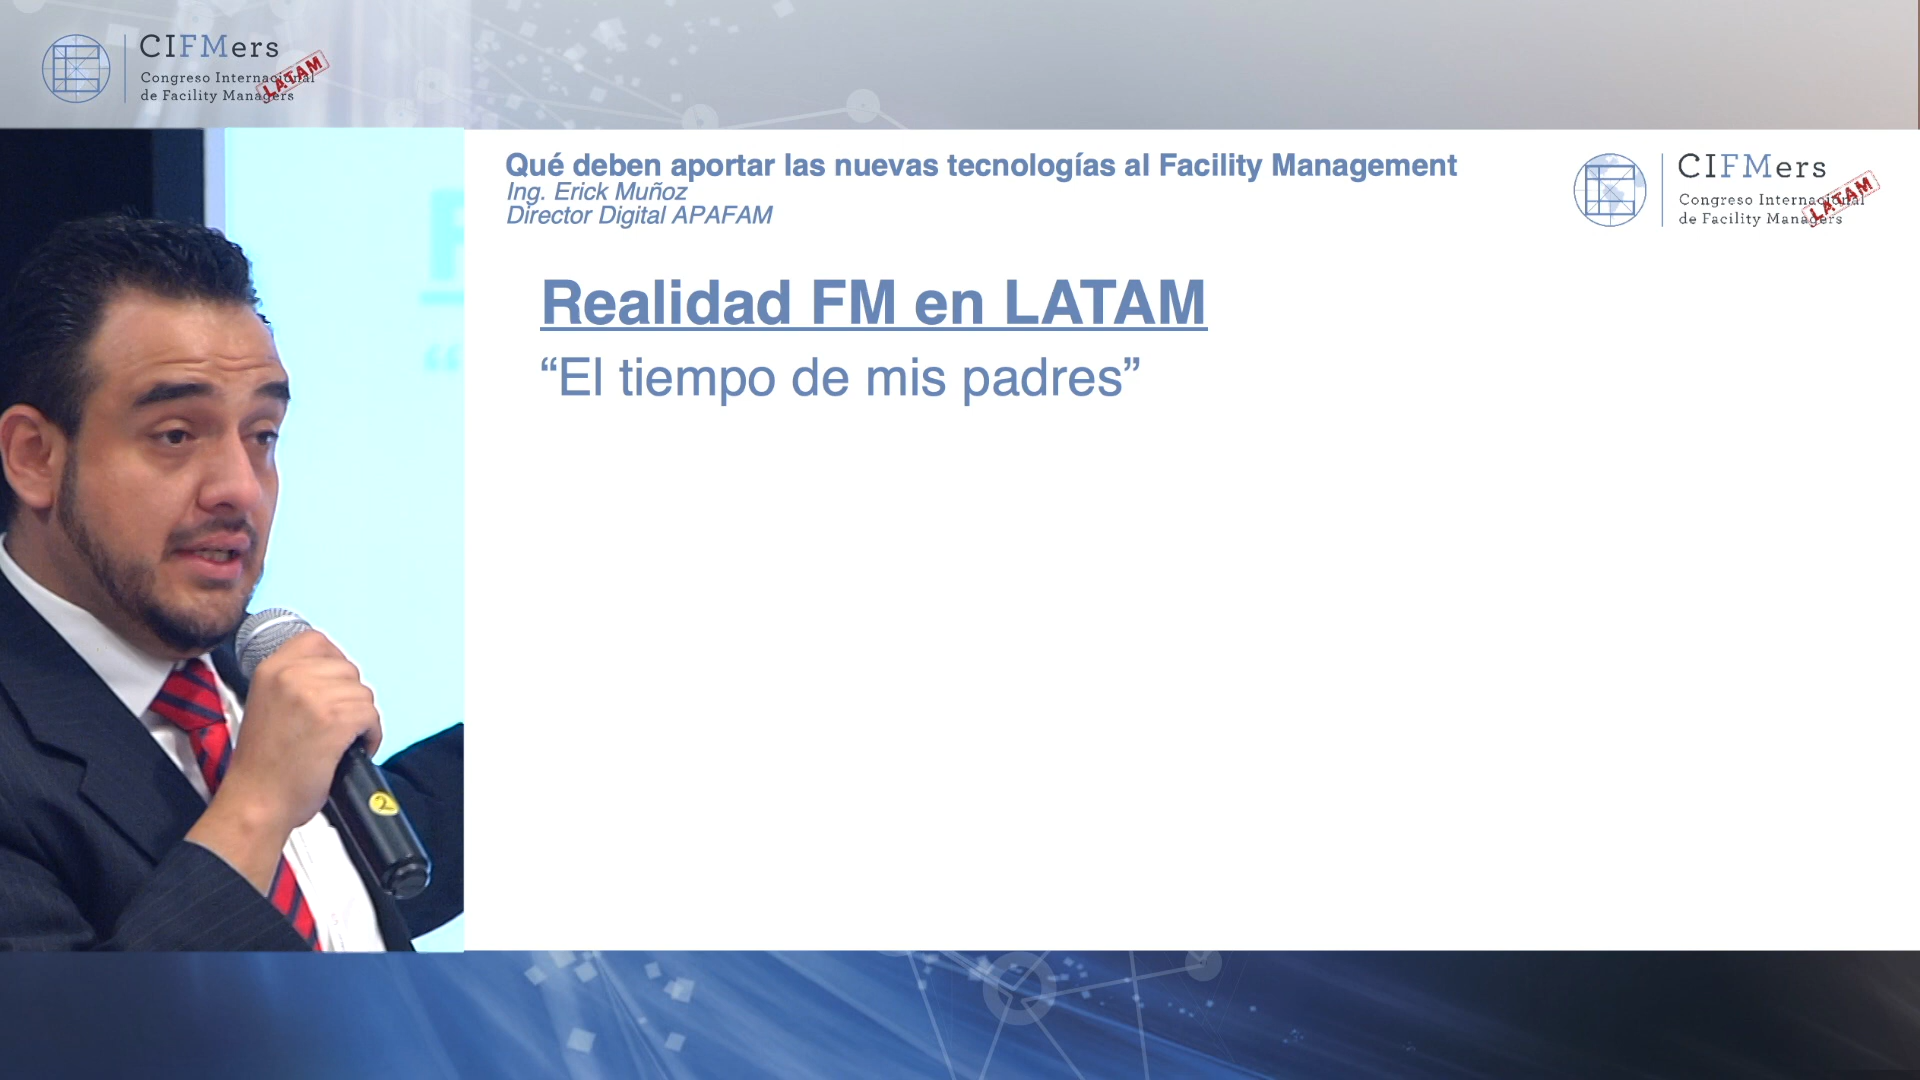 CIFMers
Congreso Internacional
de Facility Managers
LATAM
Qué deben aportar las nuevas tecnologías al Facility Management
Ing. Erick Muñoz
Director Digital APAFAM
CIFMers
Congreso Internacional
de Facility Managers
LATAM
Realidad FM en LATAM
“El tiempo de mis padres”
2